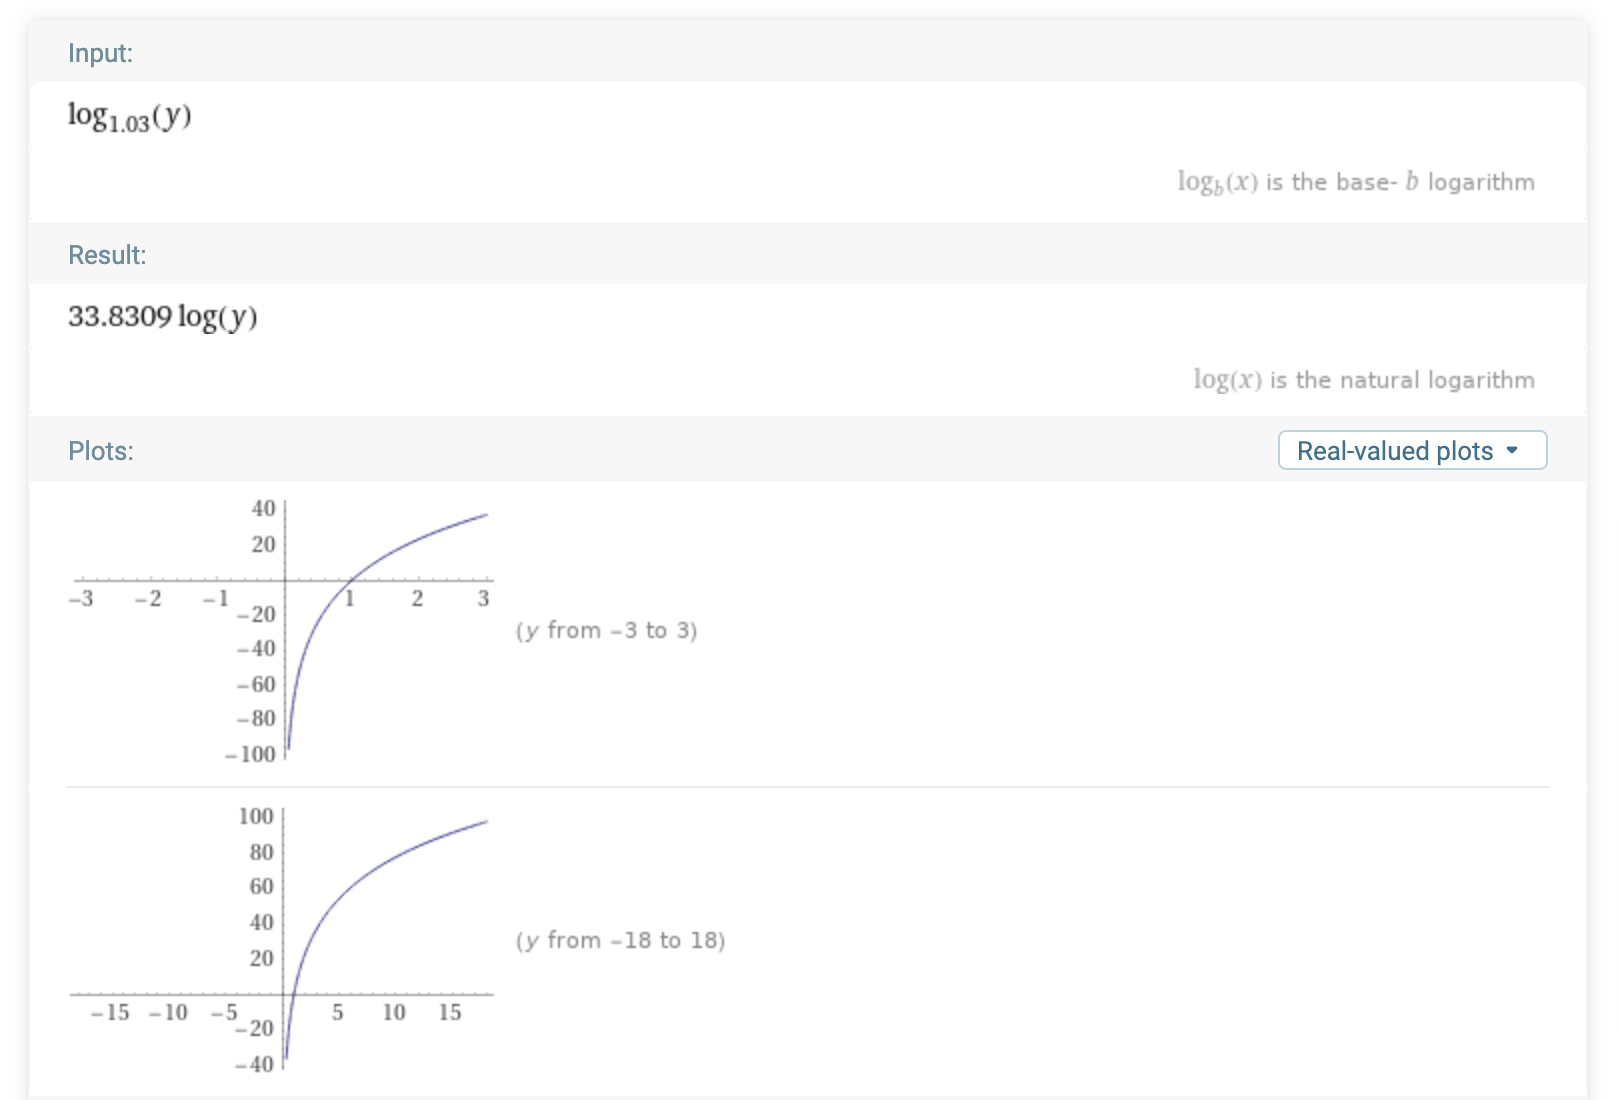 Input:
log₁.₀₃(y)
log_b(x) is the base- b logarithm
Result:
33.8309 log(y)
log(x) is the natural logarithm
Plots:
Real-valued plots
40
20
−3 −2 −1 1 2 3
−20
(y from −3 to 3)
−40
−60
−80
−100
100
80
60
40
(y from −18 to 18)
20
−15 −10 −5 5 10 15
−20
−40